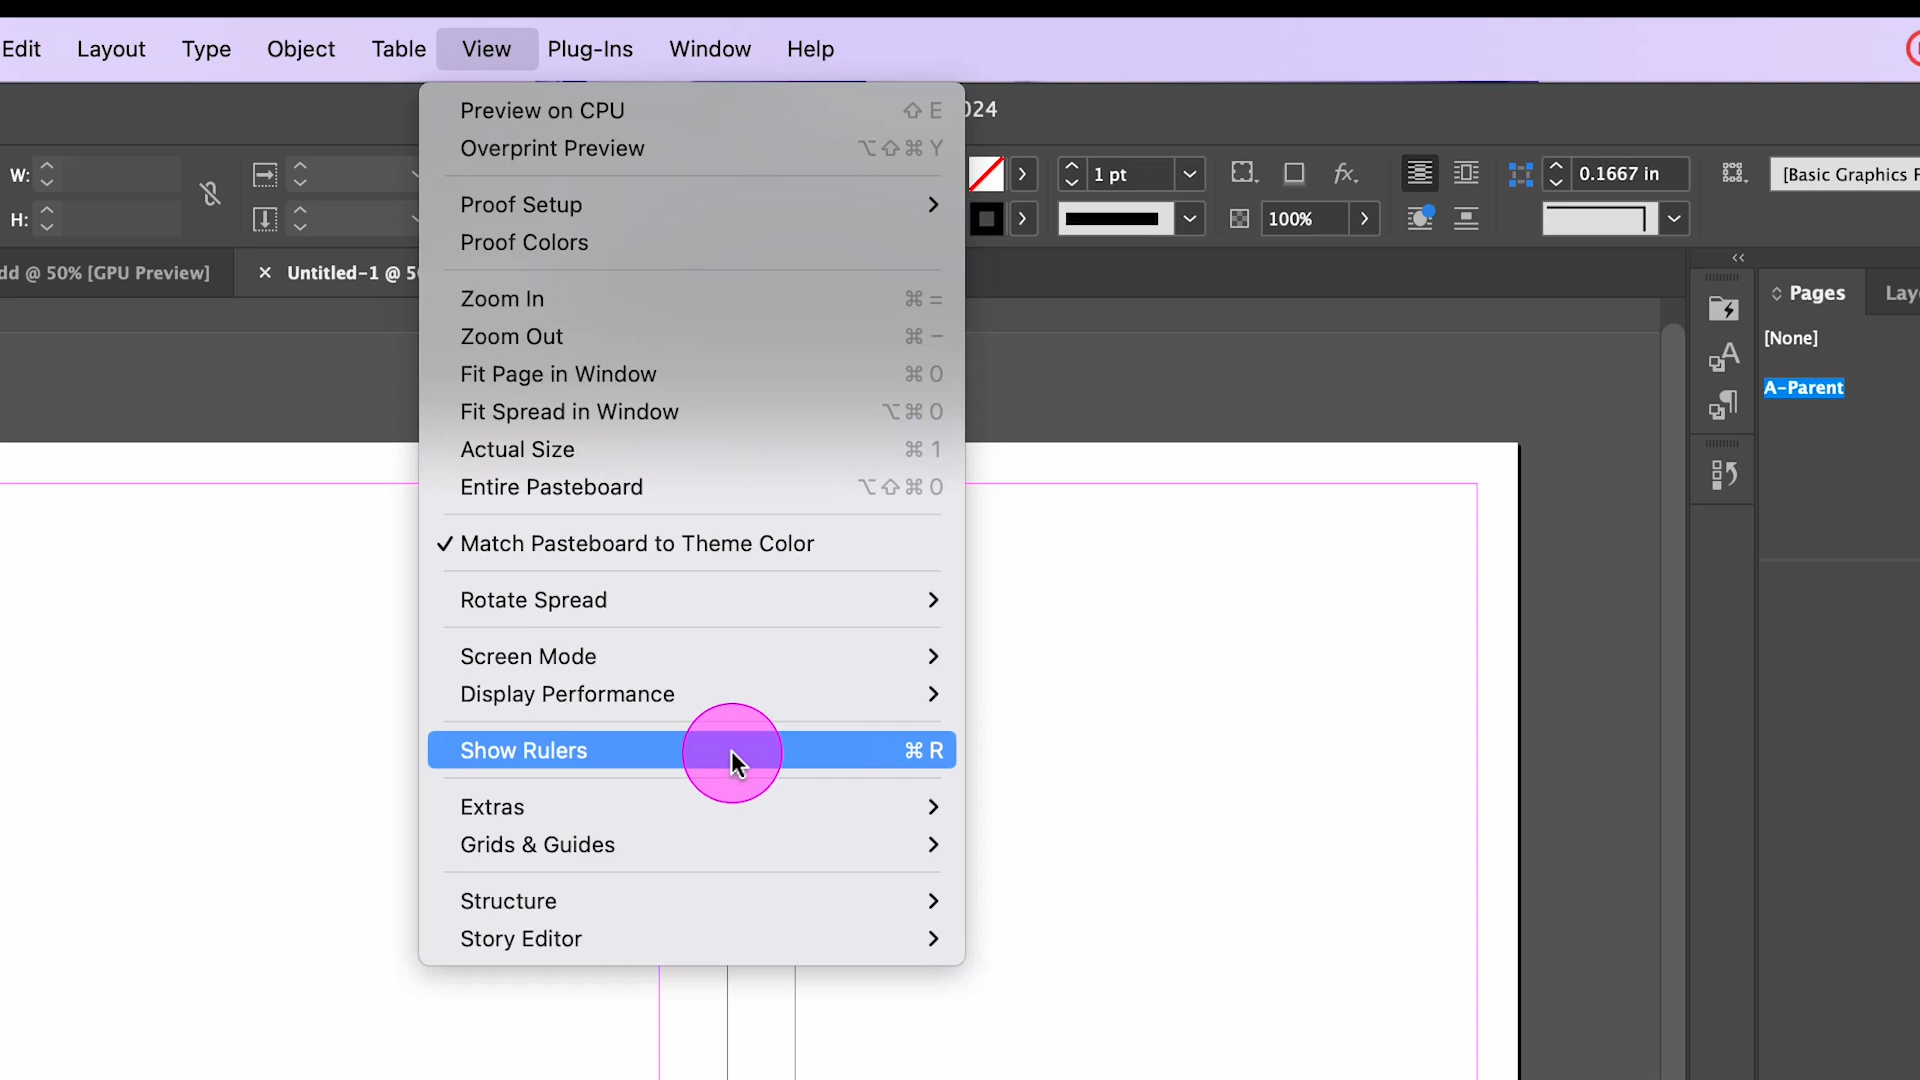 Edit Layout Type Object Table View Plug-Ins Window Help
Preview on CPU ⇧ E
Overprint Preview ⌥⇧⌘ Y
Proof Setup
Proof Colors
Zoom In ⌘ =
Zoom Out ⌘ −
Fit Page in Window ⌘ 0
Fit Spread in Window ⌥⌘ 0
Actual Size ⌘ 1
Entire Pasteboard ⌥⇧⌘ 0
✓ Match Pasteboard to Theme Color
Rotate Spread
Screen Mode
Display Performance
Show Rulers ⌘ R
Extras
Grids & Guides
Structure
Story Editor
024
W:
H:
1 pt
100%
fx.
0.1667 in
[Basic Graphics F
dd @ 50% [GPU Preview] × Untitled-1 @ 5
Pages Lay
[None]
A-Parent